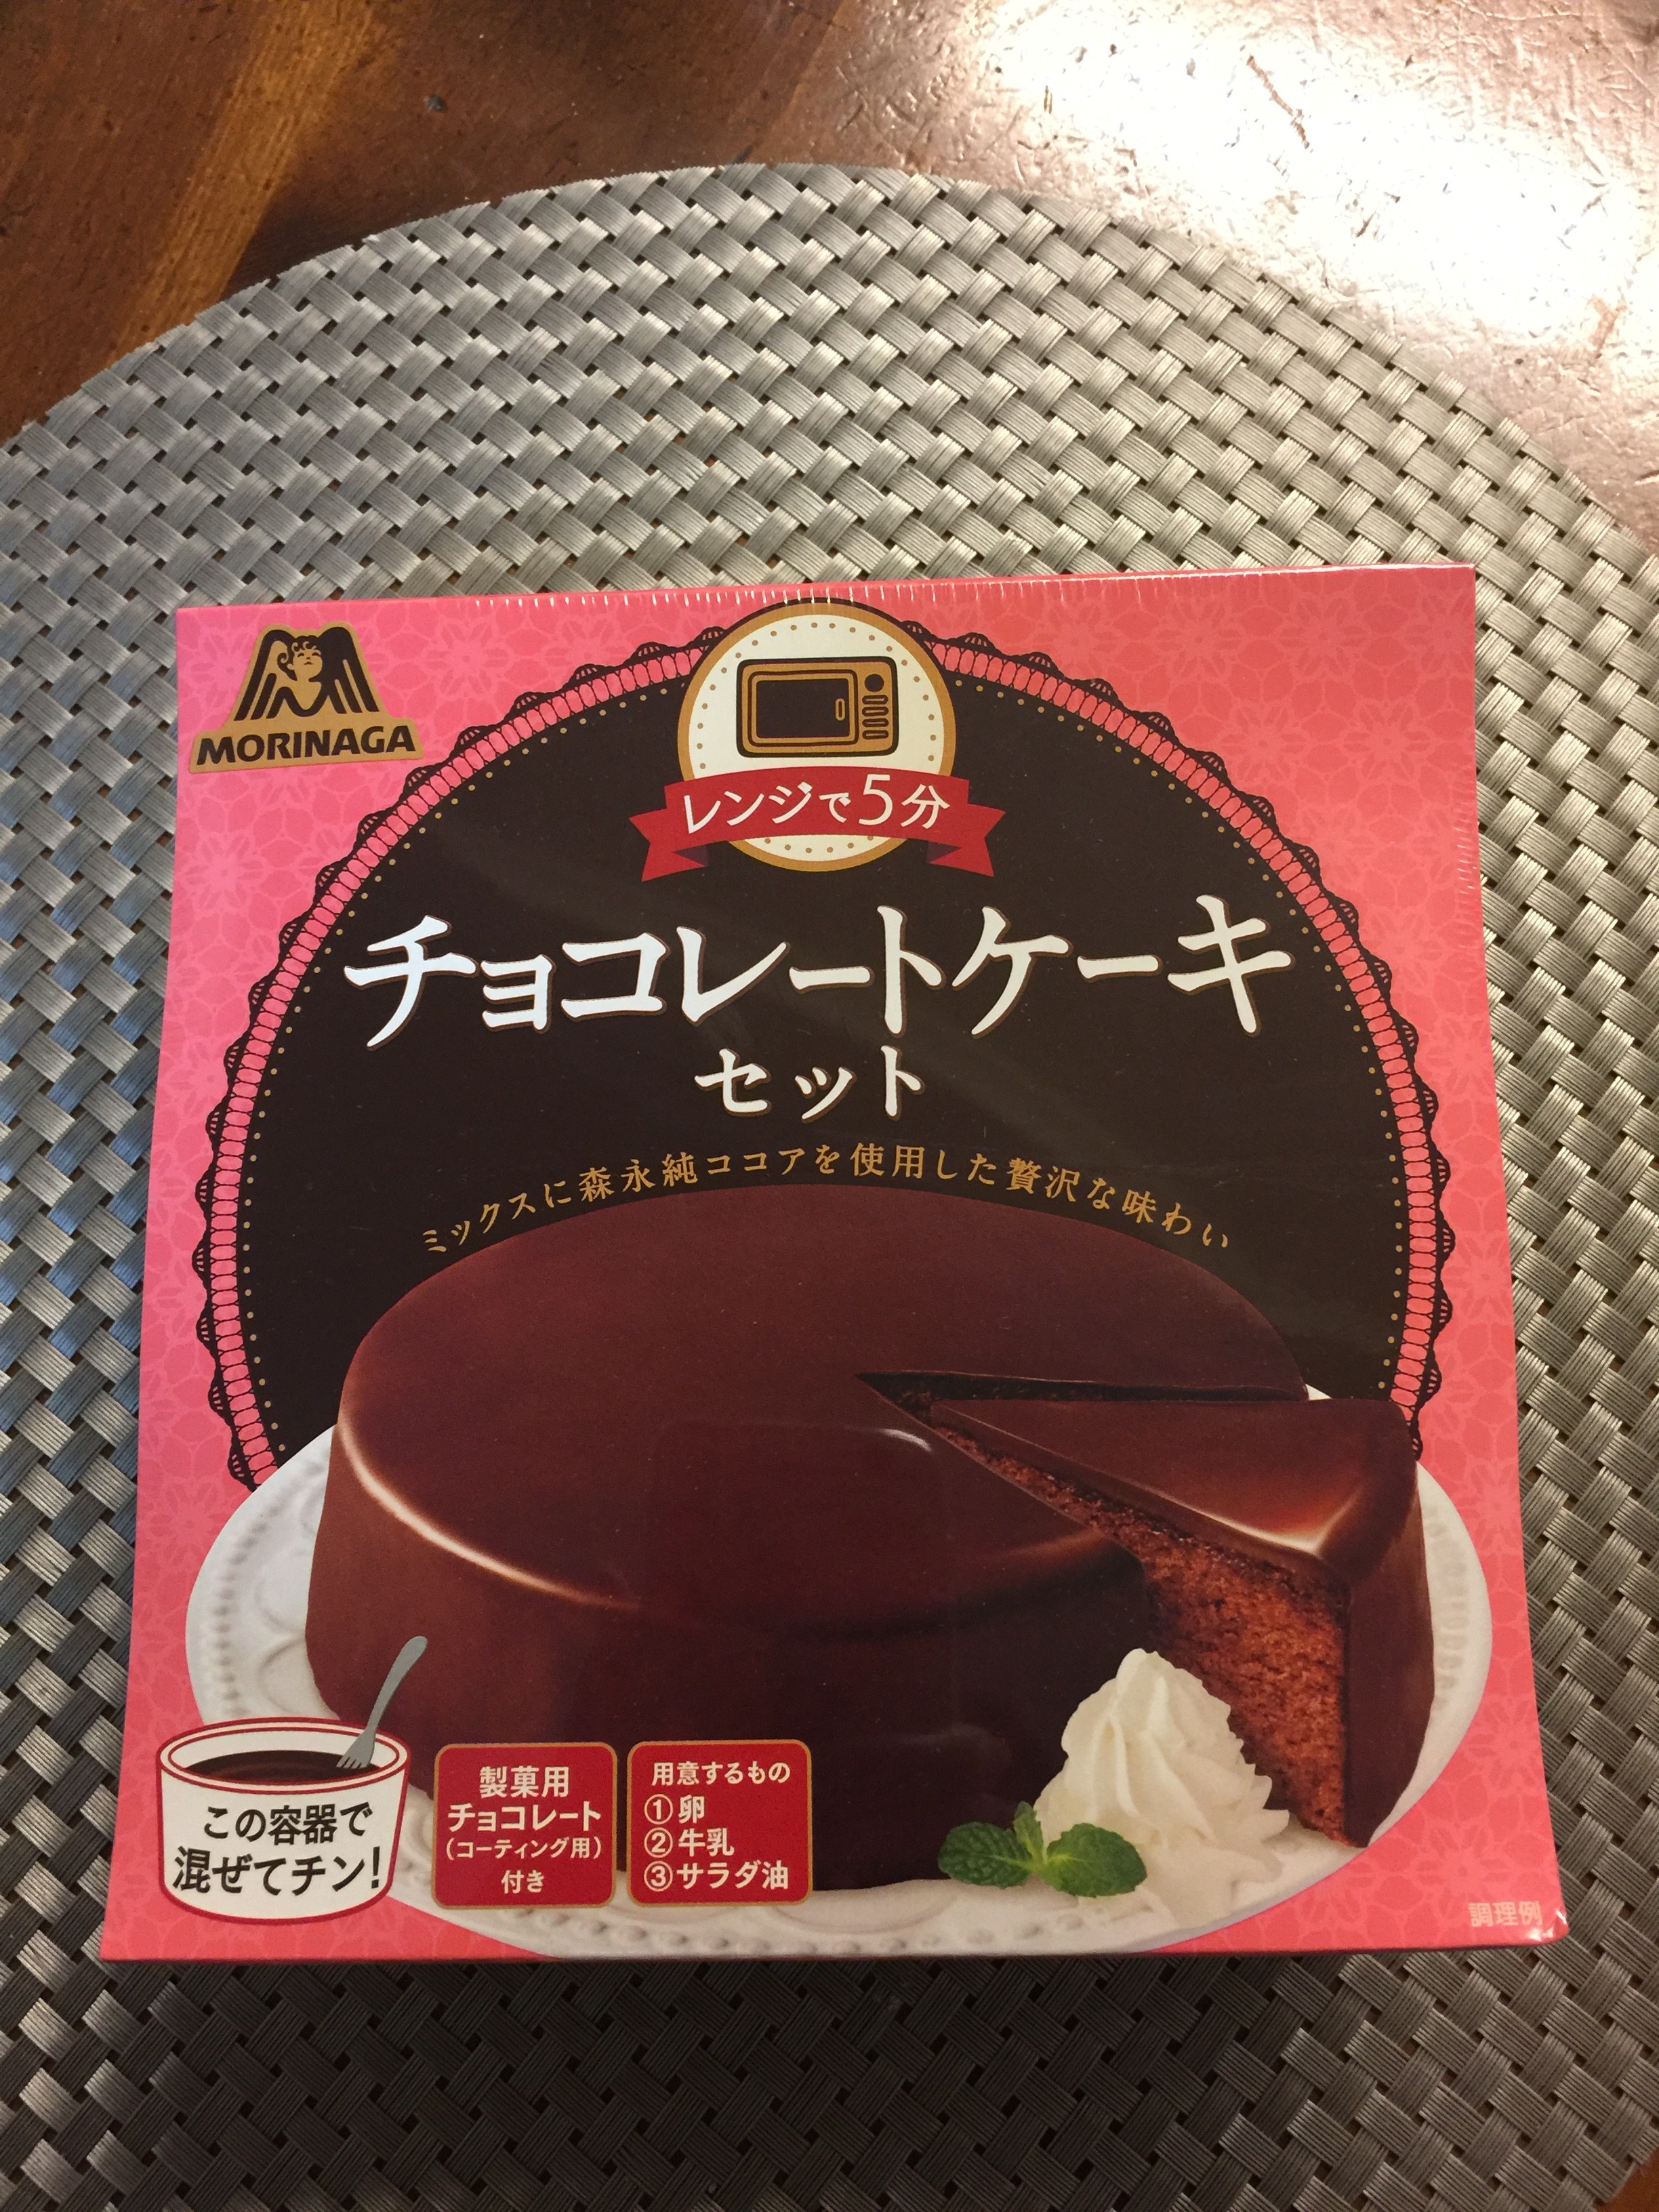 MORINAGA
レンジで5分
チョコレートケーキ
セット
ミックスに森永純ココアを使用した贅沢な味わい
この容器で
混ぜてチン!
製菓用
チョコレート
(コーティング用)
付き
用意するもの
①卵
②牛乳
③サラダ油
調理例